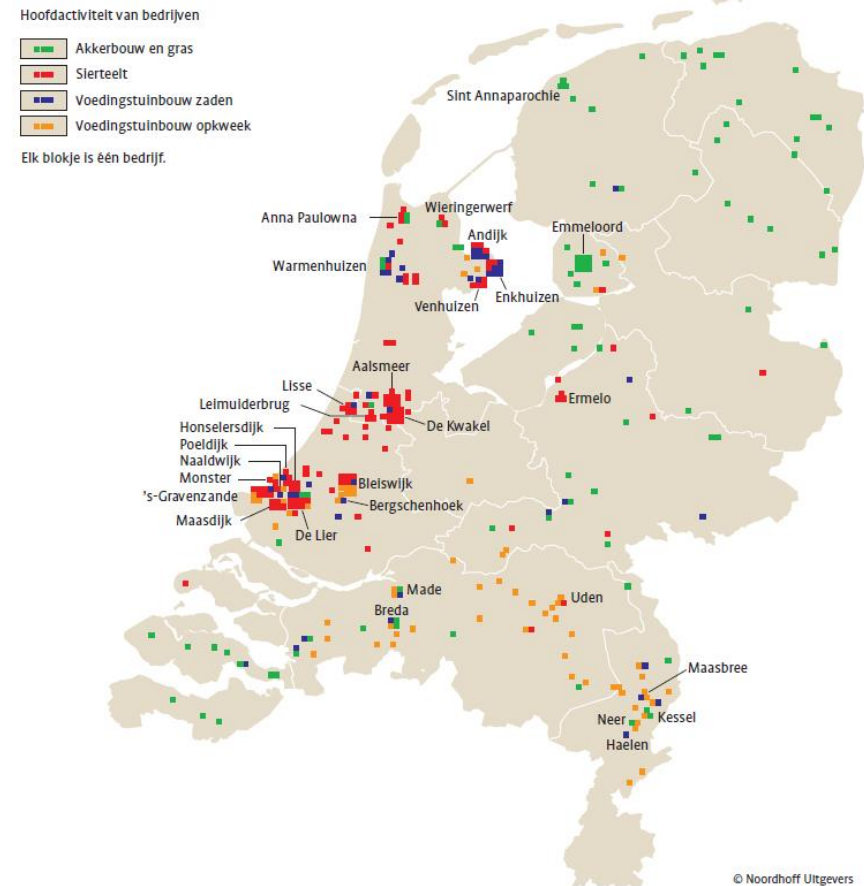 Hoofdactiviteit van bedrijven
Akkerbouw en gras
Sierteelt
Voedingstuinbouw zaden
Voedingstuinbouw opkweek
Elk blokje is één bedrijf.
Sint Annaparochie
Anna Paulowna
Wieringerwerf
Andijk
Emmeloord
Warmenhuizen
Venhuizen
Enkhuizen
Aalsmeer
Lisse
Leimuiderbrug
Ermelo
De Kwakel
Honselersdijk
Poeldijk
Naaldwijk
Monster
's-Gravenzande
Maasdijk
Bleiswijk
Bergschenhoek
De Lier
Made
Breda
Uden
Maasbree
Neer
Kessel
Haelen
© Noordhoff Uitgevers